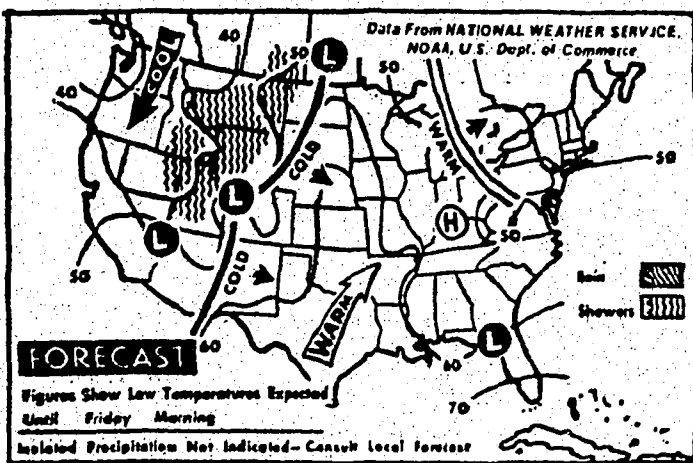 Data From NATIONAL WEATHER SERVICE,
NOAA, U.S. Dept. of Commerce
40
40
50
L
50
COOL
40
WARM
COLD
50
L
H
50
L
COLD
50
Rain
Showers
WARM
L
60
60
70
FORECAST
Figures Show Low Temperatures Expected
Until Friday Morning
Isolated Precipitation Not Indicated – Consult Local Forecast